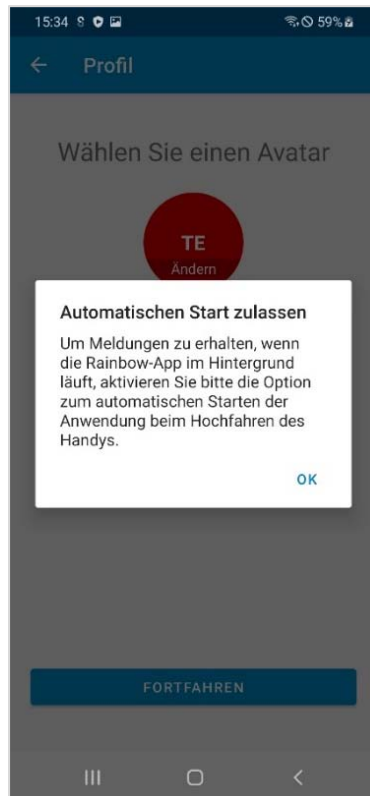 15:34
59%
Profil
Wählen Sie einen Avatar
TE
Ändern
Automatischen Start zulassen
Um Meldungen zu erhalten, wenn
die Rainbow-App im Hintergrund
läuft, aktivieren Sie bitte die Option
zum automatischen Starten der
Anwendung beim Hochfahren des
Handys.
OK
FORTFAHREN